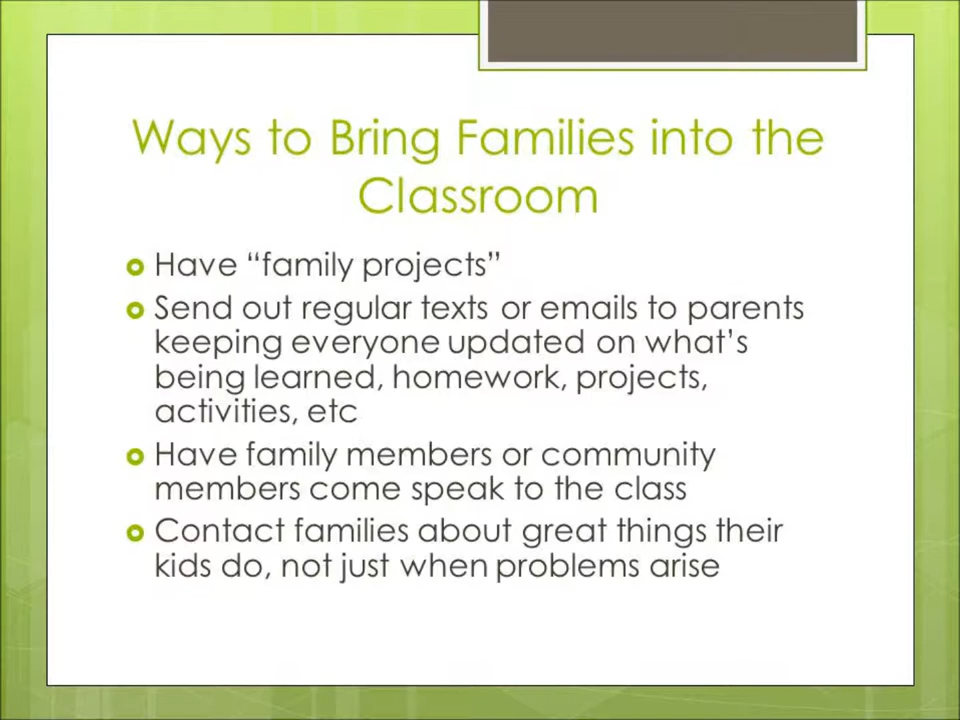 Ways to Bring Families into the
Classroom
Have “family projects”
Send out regular texts or emails to parents
keeping everyone updated on what’s
being learned, homework, projects,
activities, etc
Have family members or community
members come speak to the class
Contact families about great things their
kids do, not just when problems arise